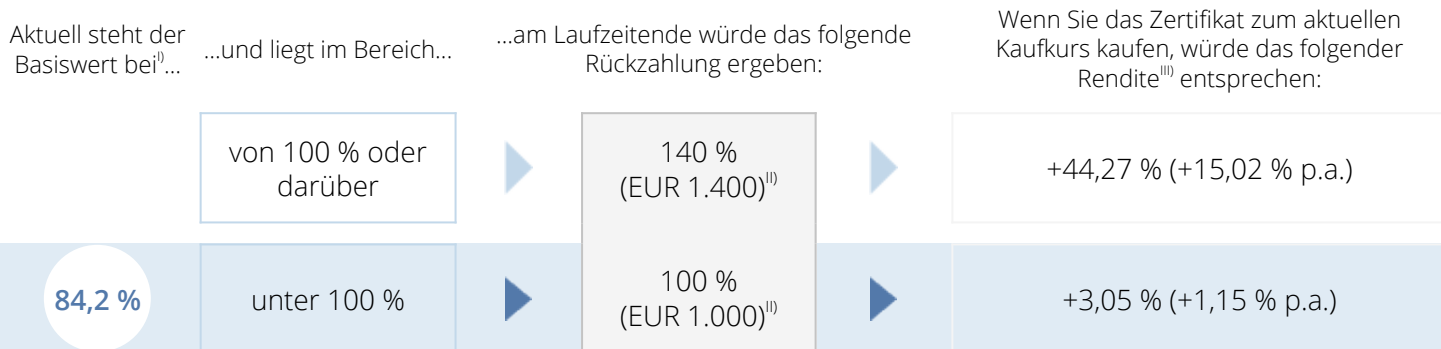 Aktuell steht der
Basiswert bei^I)...
...und liegt im Bereich...
...am Laufzeitende würde das folgende
Rückzahlung ergeben:
Wenn Sie das Zertifikat zum aktuellen
Kaufkurs kaufen, würde das folgender
Rendite^III) entsprechen:
von 100 % oder
darüber
140 %
(EUR 1.400)^II)
+44,27 % (+15,02 % p.a.)
84,2 %
unter 100 %
100 %
(EUR 1.000)^II)
+3,05 % (+1,15 % p.a.)